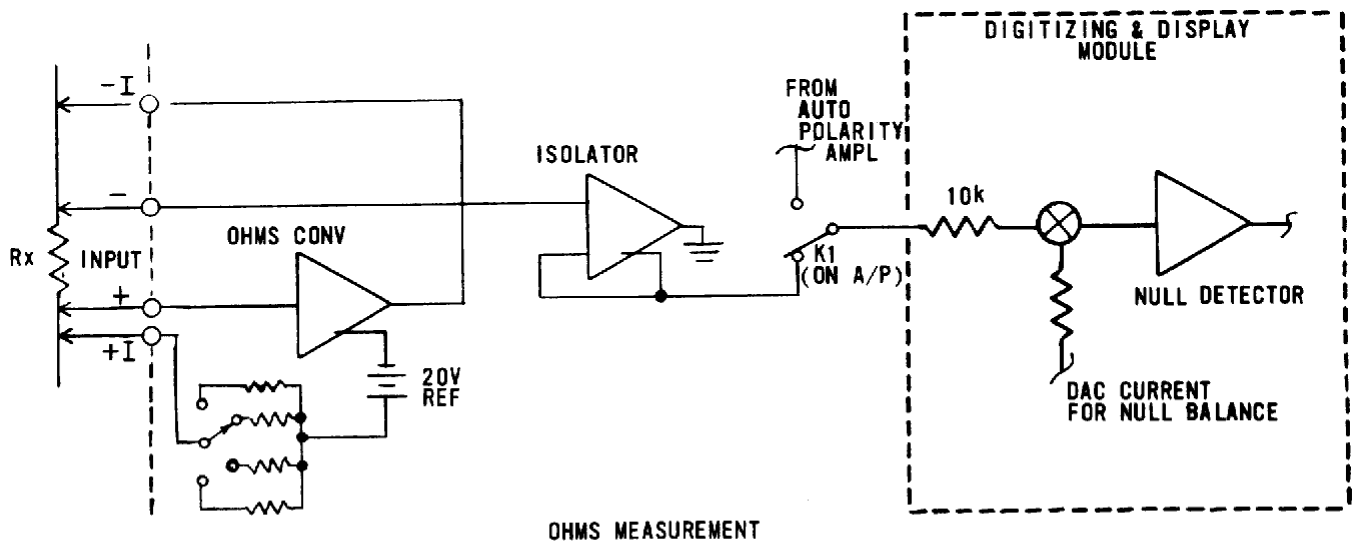 DIGITIZING & DISPLAY
MODULE
-I
FROM
AUTO
POLARITY
AMPL
ISOLATOR
-
10k
OHMS CONV
Rx
INPUT
K1
(ON A/P)
+
NULL DETECTOR
+I
20V
REF
DAC CURRENT
FOR NULL BALANCE
OHMS MEASUREMENT